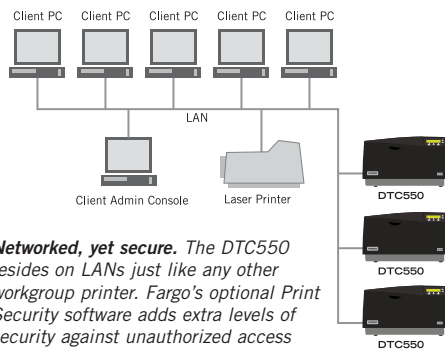 Client PC Client PC Client PC Client PC Client PC
LAN
Client Admin Console
Laser Printer
DTC550
DTC550
DTC550
Networked, yet secure. The DTC550
resides on LANs just like any other
workgroup printer. Fargo's optional Print
Security software adds extra levels of
security against unauthorized access